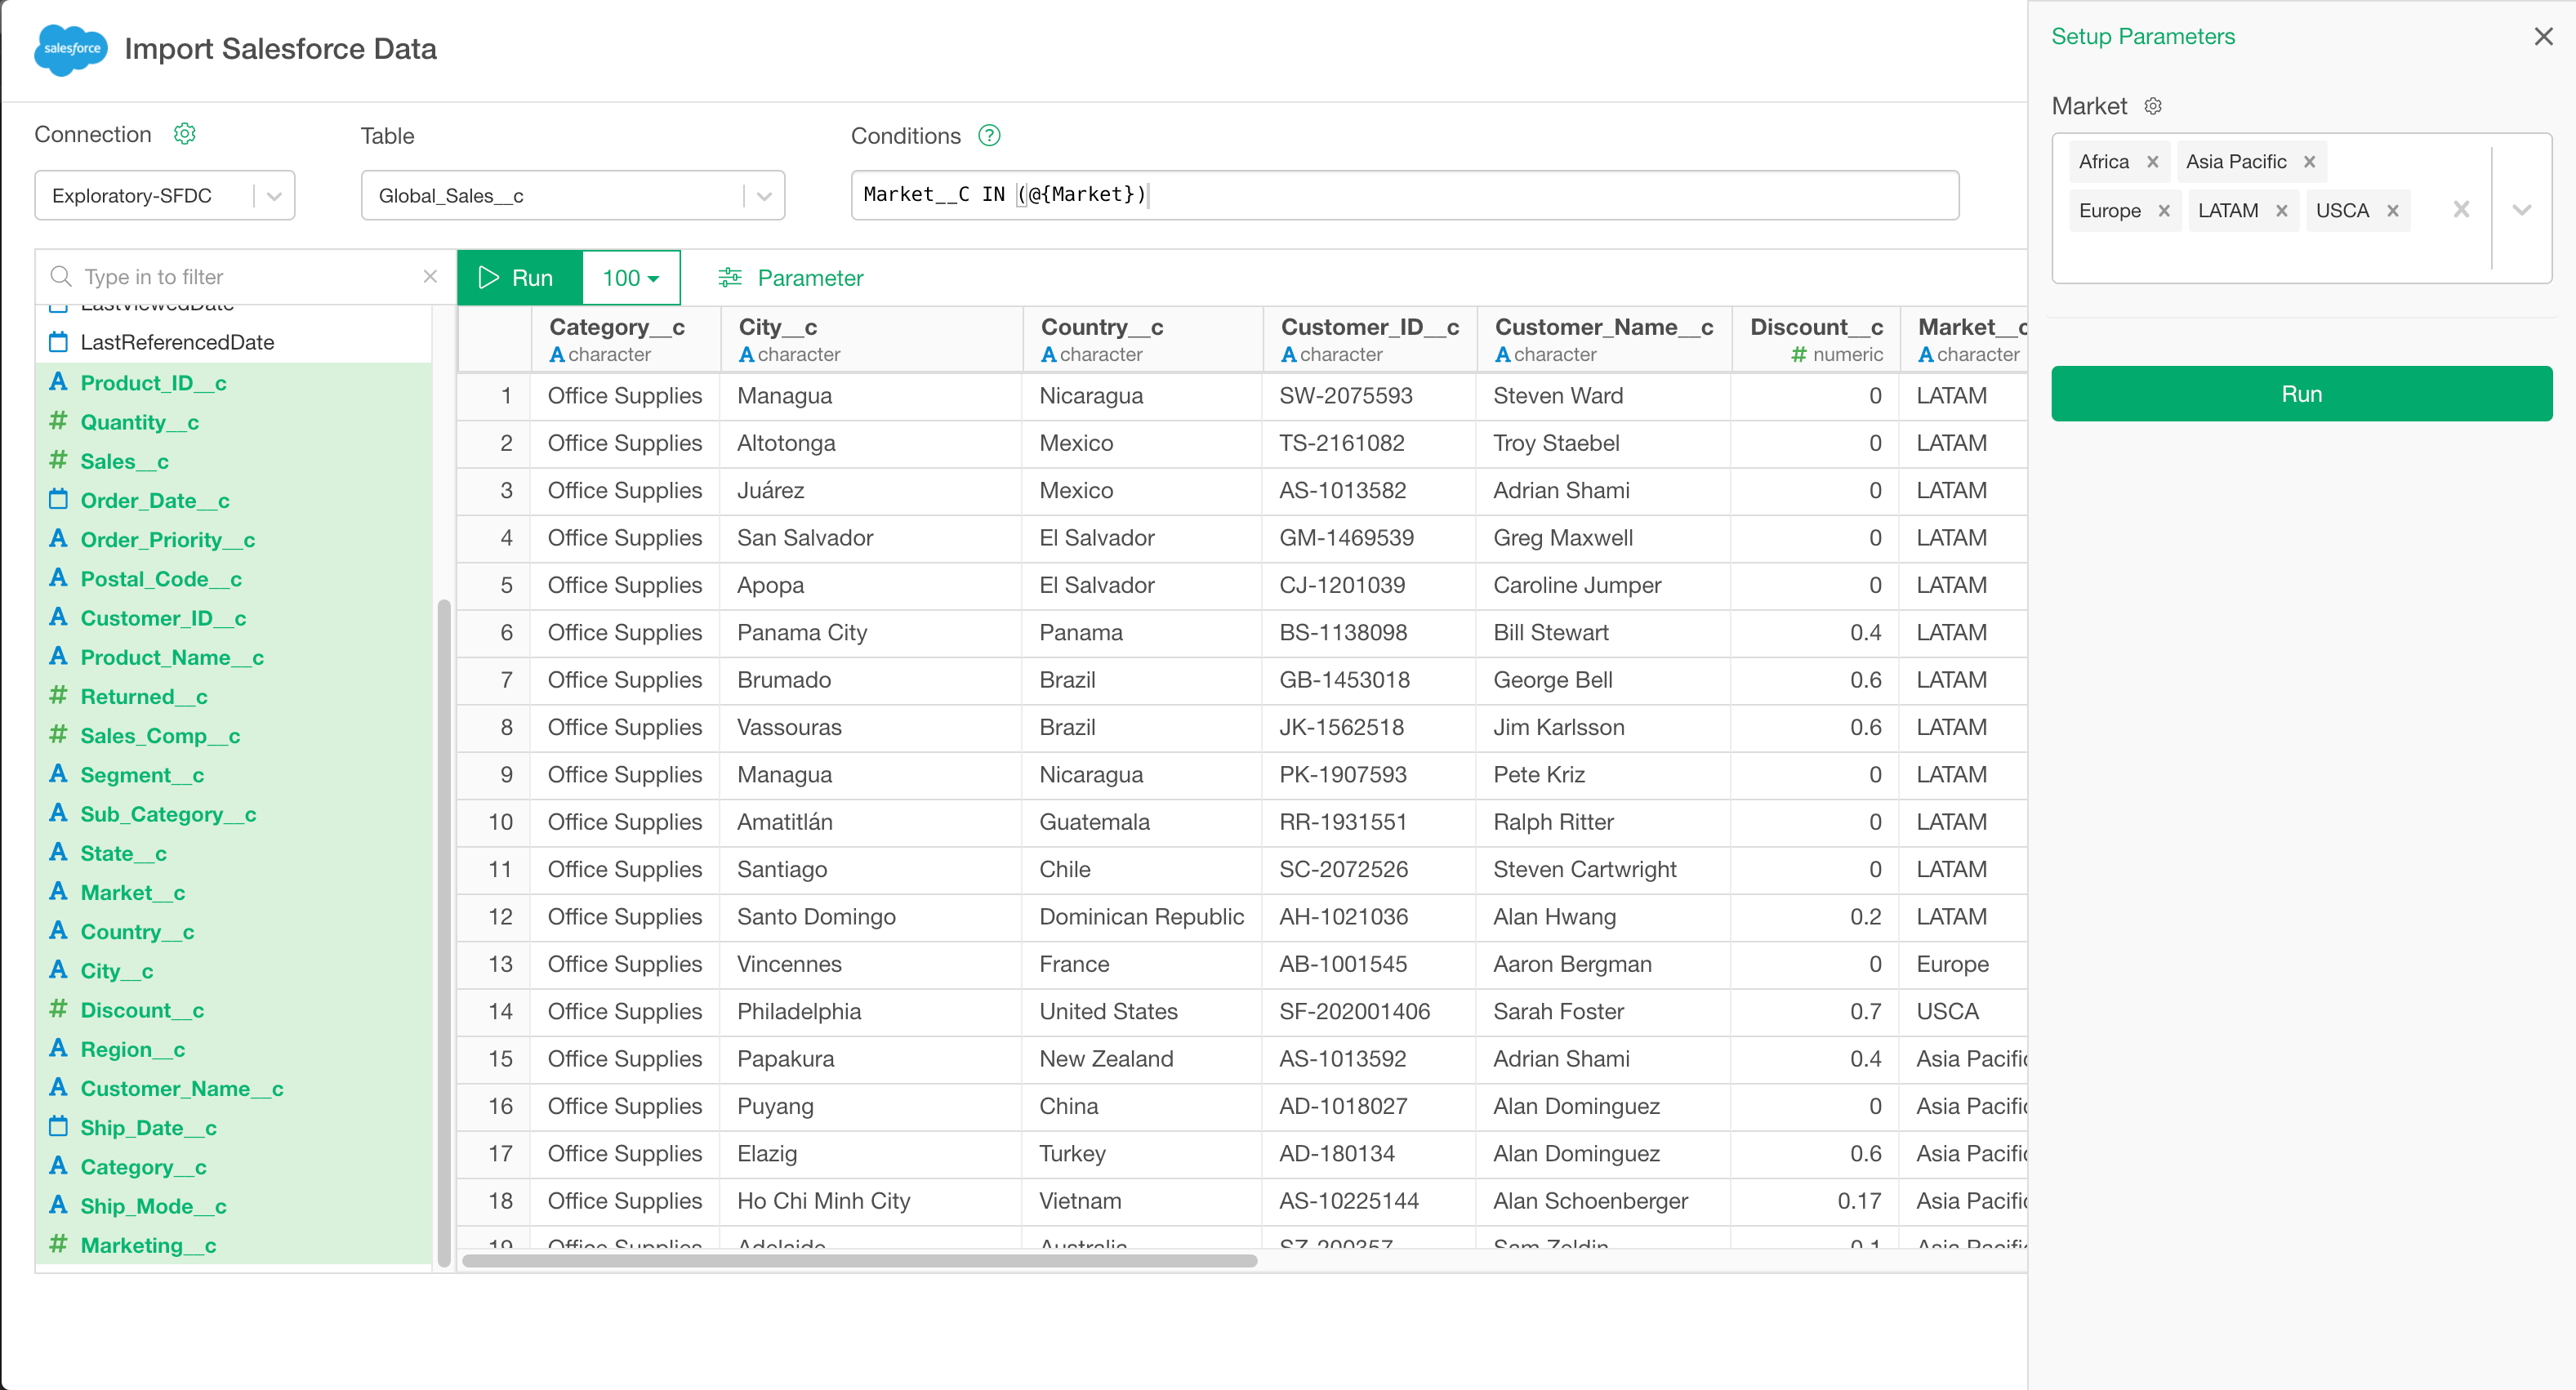 salesforce Import Salesforce Data
Setup Parameters
Connection Table Conditions ?
Market
Exploratory-SFDC Global_Sales__c Market__C IN (@{Market})
Africa Asia Pacific
Europe LATAM USCA
Type in to filter
Run 100 Parameter
Run
LastViewedDate
LastReferencedDate
Product_ID__c
Quantity__c
Sales__c
Order_Date__c
Order_Priority__c
Postal_Code__c
Customer_ID__c
Product_Name__c
Returned__c
Sales_Comp__c
Segment__c
Sub_Category__c
State__c
Market__c
Country__c
City__c
Discount__c
Region__c
Customer_Name__c
Ship_Date__c
Category__c
Ship_Mode__c
Marketing__c
Category__c City__c Country__c Customer_ID__c Customer_Name__c Discount__c Market__c
character character character character character numeric character
1 Office Supplies Managua Nicaragua SW-2075593 Steven Ward 0 LATAM
2 Office Supplies Altotonga Mexico TS-2161082 Troy Staebel 0 LATAM
3 Office Supplies Juárez Mexico AS-1013582 Adrian Shami 0 LATAM
4 Office Supplies San Salvador El Salvador GM-1469539 Greg Maxwell 0 LATAM
5 Office Supplies Apopa El Salvador CJ-1201039 Caroline Jumper 0 LATAM
6 Office Supplies Panama City Panama BS-1138098 Bill Stewart 0.4 LATAM
7 Office Supplies Brumado Brazil GB-1453018 George Bell 0.6 LATAM
8 Office Supplies Vassouras Brazil JK-1562518 Jim Karlsson 0.6 LATAM
9 Office Supplies Managua Nicaragua PK-1907593 Pete Kriz 0 LATAM
10 Office Supplies Amatitlán Guatemala RR-1931551 Ralph Ritter 0 LATAM
11 Office Supplies Santiago Chile SC-2072526 Steven Cartwright 0 LATAM
12 Office Supplies Santo Domingo Dominican Republic AH-1021036 Alan Hwang 0.2 LATAM
13 Office Supplies Vincennes France AB-1001545 Aaron Bergman 0 Europe
14 Office Supplies Philadelphia United States SF-202001406 Sarah Foster 0.7 USCA
15 Office Supplies Papakura New Zealand AS-1013592 Adrian Shami 0.4 Asia Pacific
16 Office Supplies Puyang China AD-1018027 Alan Dominguez 0 Asia Pacific
17 Office Supplies Elazig Turkey AD-180134 Alan Dominguez 0.6 Asia Pacific
18 Office Supplies Ho Chi Minh City Vietnam AS-10225144 Alan Schoenberger 0.17 Asia Pacific
19 Office Supplies Adelaide Australia SZ-200357 Sam Zeldin 0.1 Asia Pacific